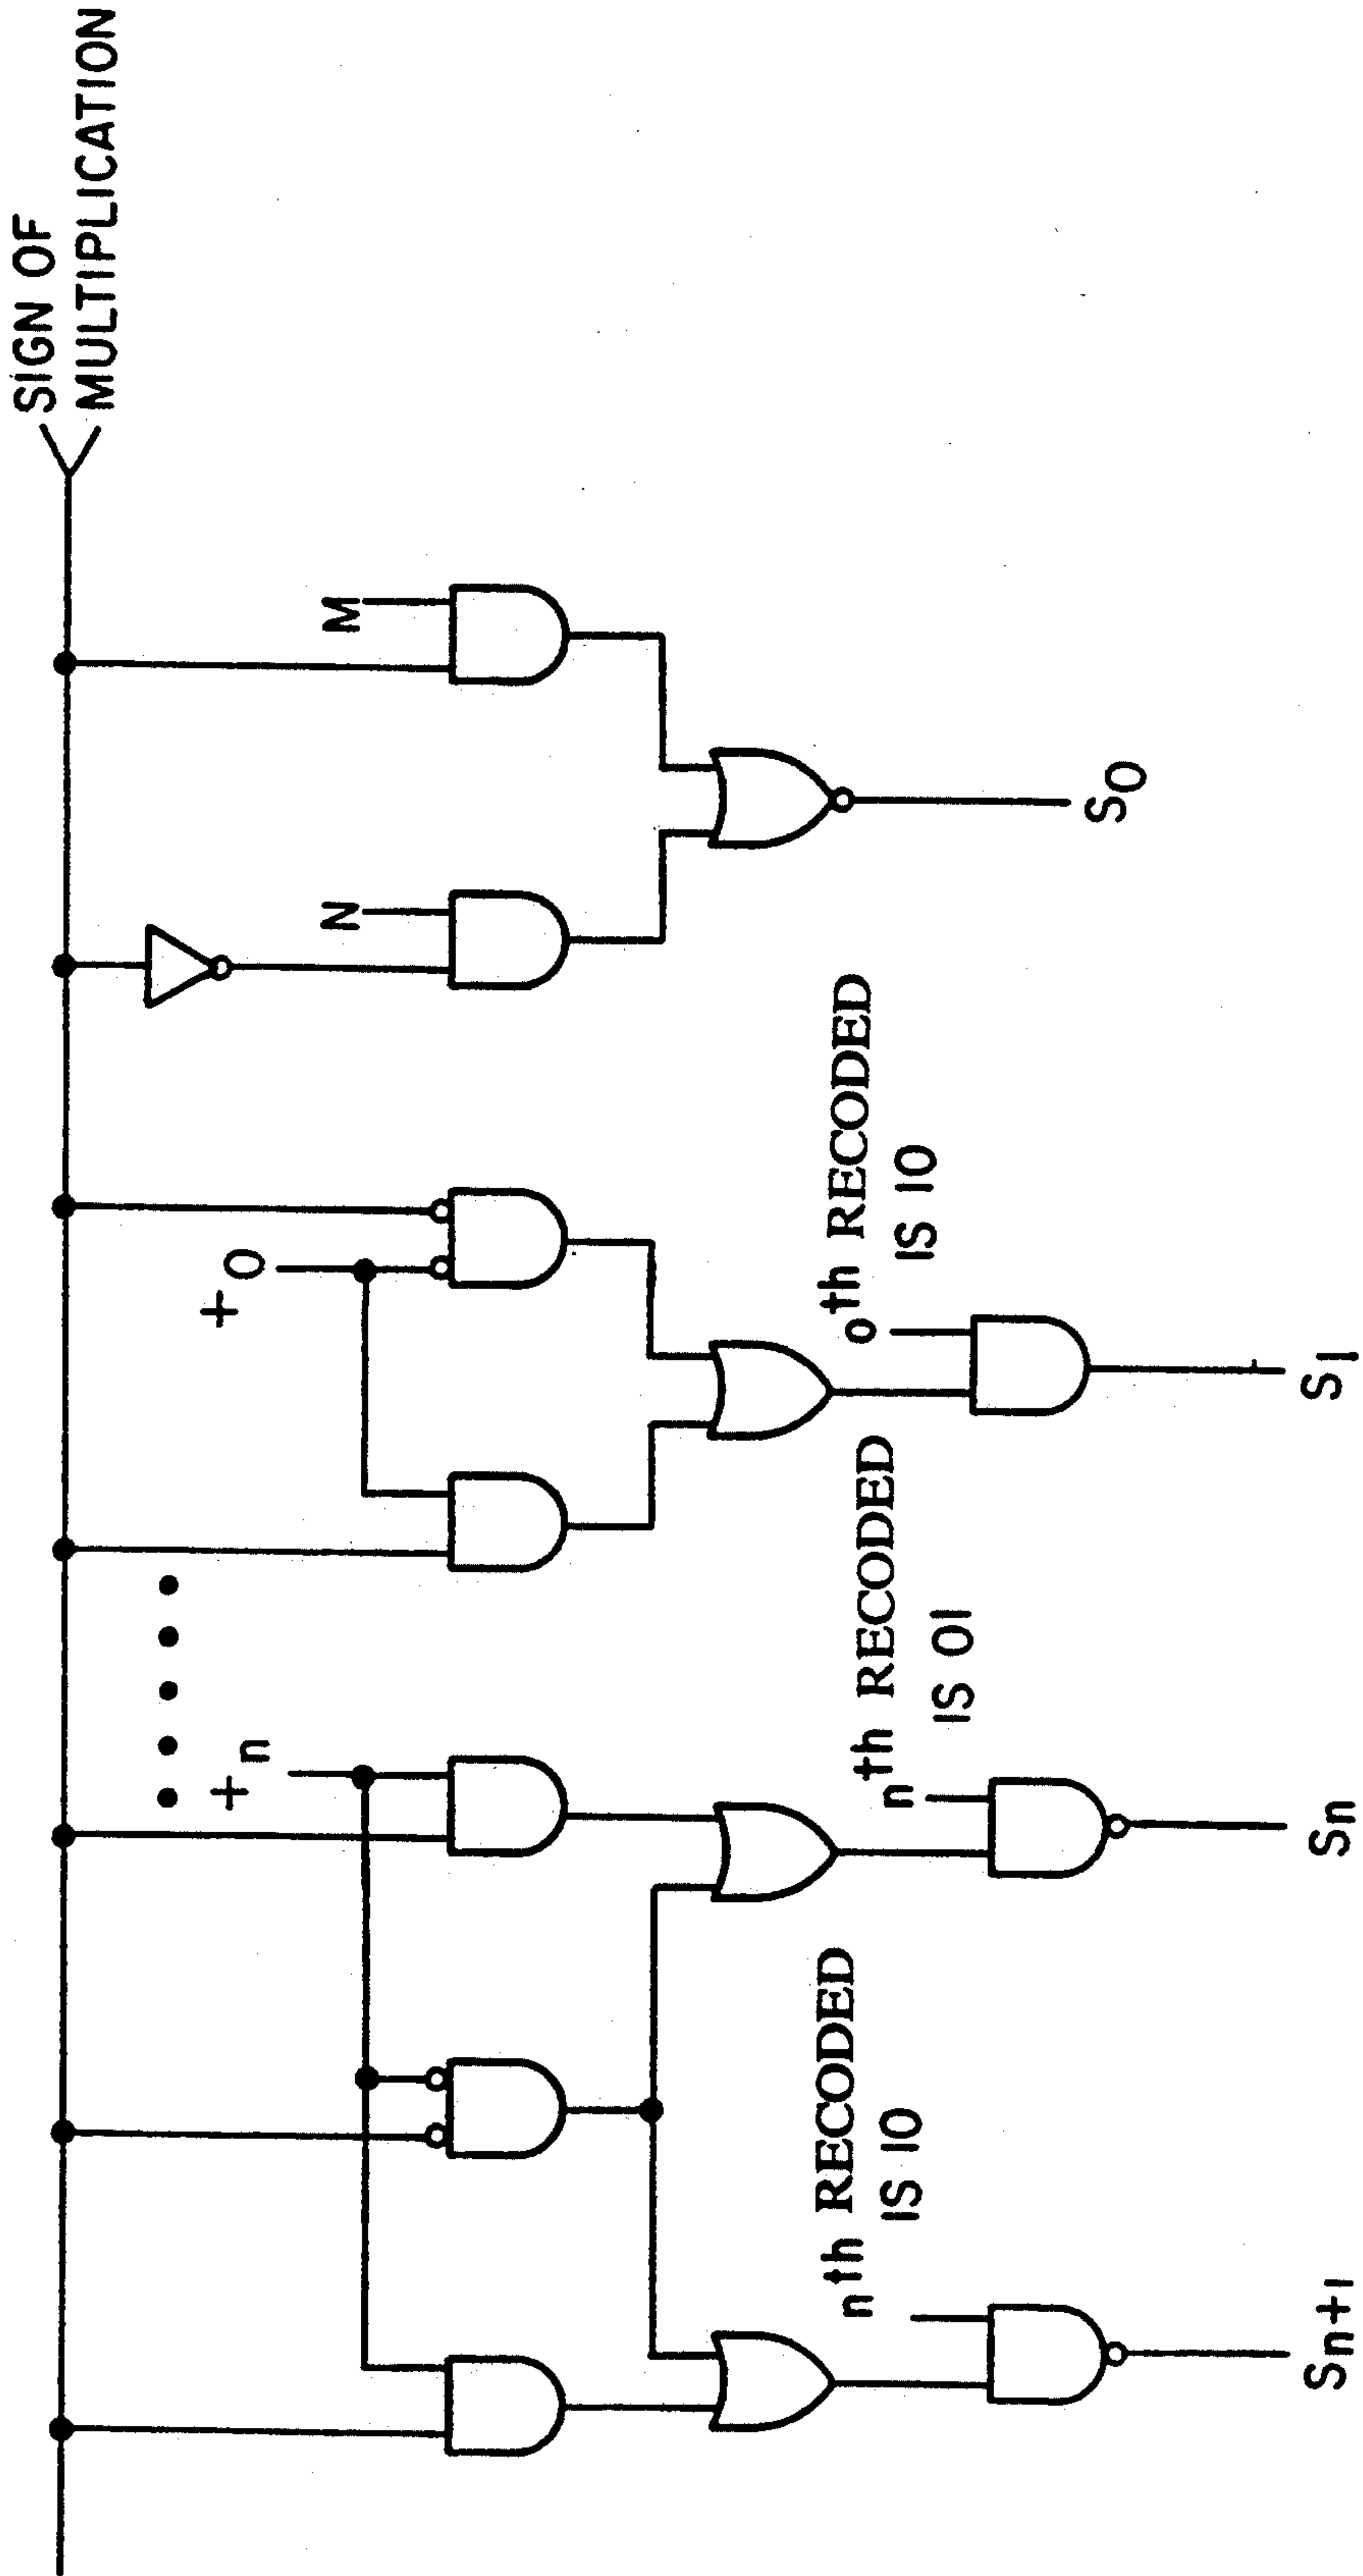 SIGN OF
MULTIPLICATION
M
N
+0
+n
0th RECODED
IS 10
nth RECODED
IS 01
nth RECODED
IS 10
S0
S1
Sn
Sn+1